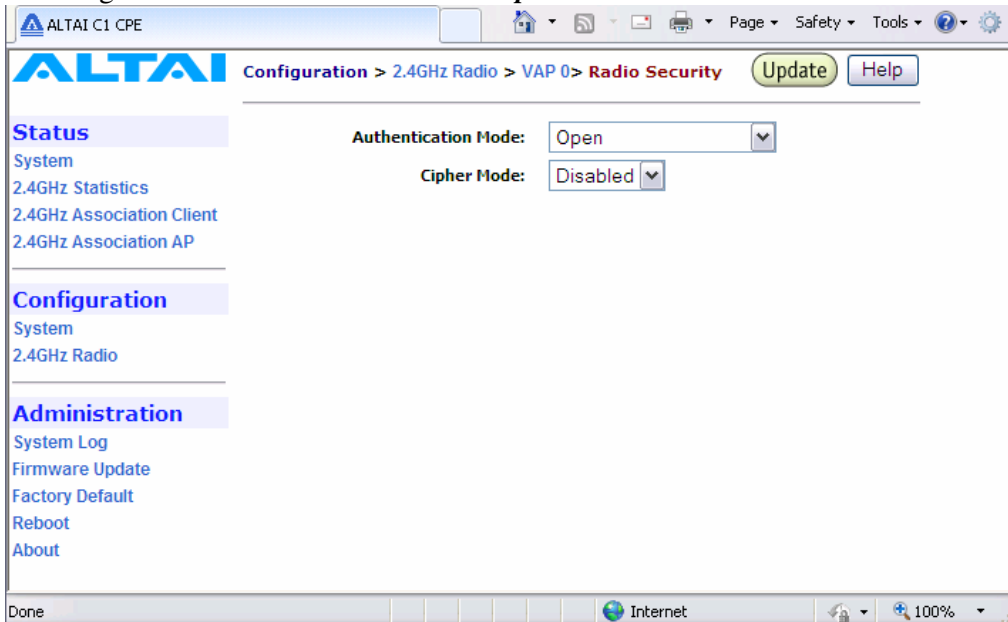 ALTAI C1 CPE
Page Safety Tools
ALTAI
Configuration > 2.4GHz Radio > VAP 0> Radio Security Update Help
Authentication Mode: Open
Cipher Mode: Disabled
Status
System
2.4GHz Statistics
2.4GHz Association Client
2.4GHz Association AP
Configuration
System
2.4GHz Radio
Administration
System Log
Firmware Update
Factory Default
Reboot
About
Done Internet 100%